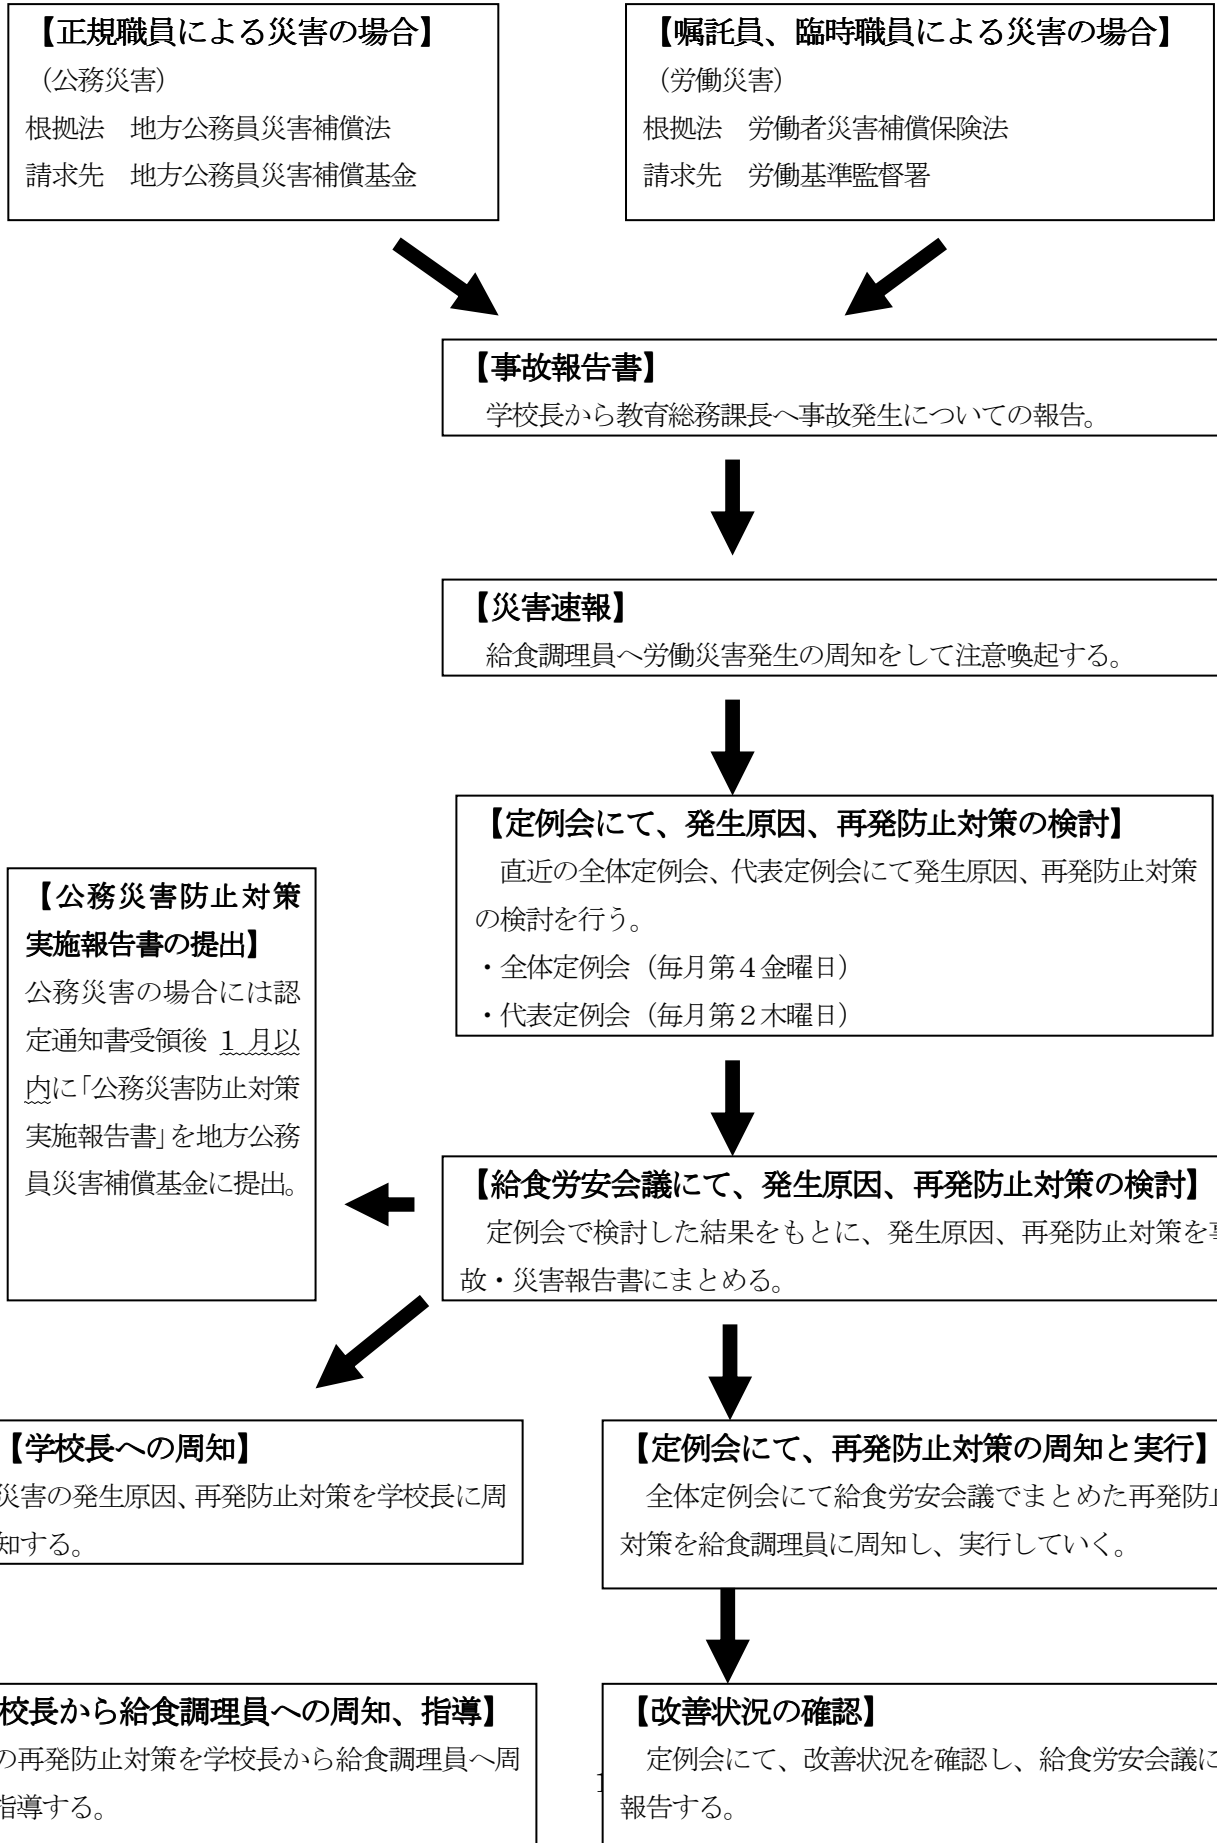 【正規職員による災害の場合】
（公務災害）
根拠法　地方公務員災害補償法
請求先　地方公務員災害補償基金
【嘱託員、臨時職員による災害の場合】
（労働災害）
根拠法　労働者災害補償保険法
請求先　労働基準監督署
【事故報告書】
学校長から教育総務課長へ事故発生についての報告。
【災害速報】
給食調理員へ労働災害発生の周知をして注意喚起する。
【定例会にて、発生原因、再発防止対策の検討】
直近の全体定例会、代表定例会にて発生原因、再発防止対策
の検討を行う。
・全体定例会（毎月第４金曜日）
・代表定例会（毎月第２木曜日）
【公務災害防止対策
実施報告書の提出】
公務災害の場合には認
定通知書受領後 1 月以
内に「公務災害防止対策
実施報告書」を地方公務
員災害補償基金に提出。
【給食労安会議にて、発生原因、再発防止対策の検討】
定例会で検討した結果をもとに、発生原因、再発防止対策を事
故・災害報告書にまとめる。
【学校長への周知】
災害の発生原因、再発防止対策を学校長に周
知する。
【定例会にて、再発防止対策の周知と実行】
全体定例会にて給食労安会議でまとめた再発防止
対策を給食調理員に周知し、実行していく。
校長から給食調理員への周知、指導】
の再発防止対策を学校長から給食調理員へ周
指導する。
【改善状況の確認】
定例会にて、改善状況を確認し、給食労安会議に
報告する。